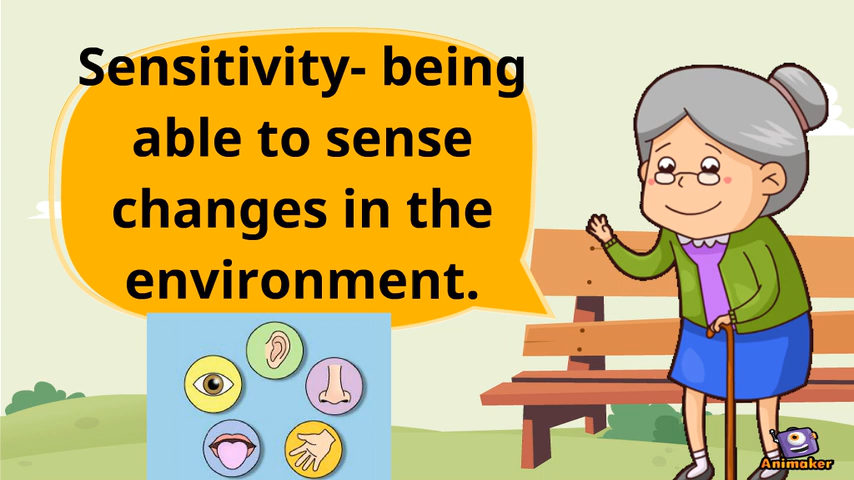 Sensitivity- being
able to sense
changes in the
environment.
Animaker